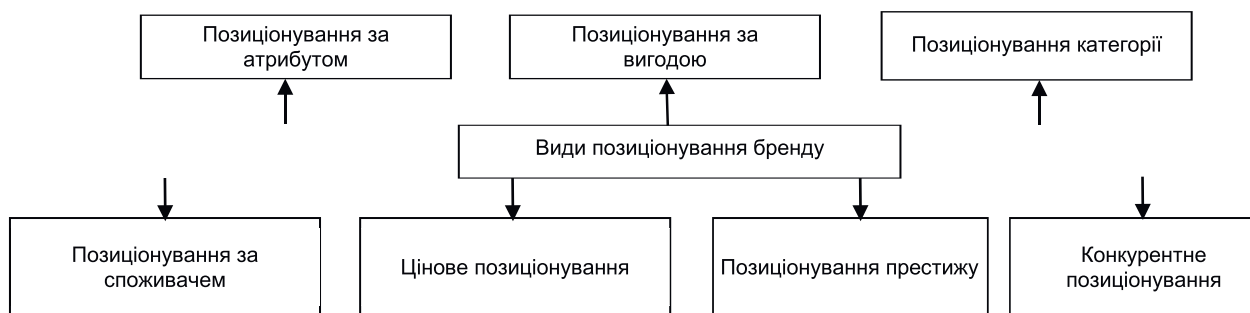 Позиціонування за
атрибутом
Позиціонування за
вигодою
Позиціонування категорії
Види позиціонування бренду
Позиціонування за
споживачем
Цінове позиціонування
Позиціонування престижу
Конкурентне
позиціонування